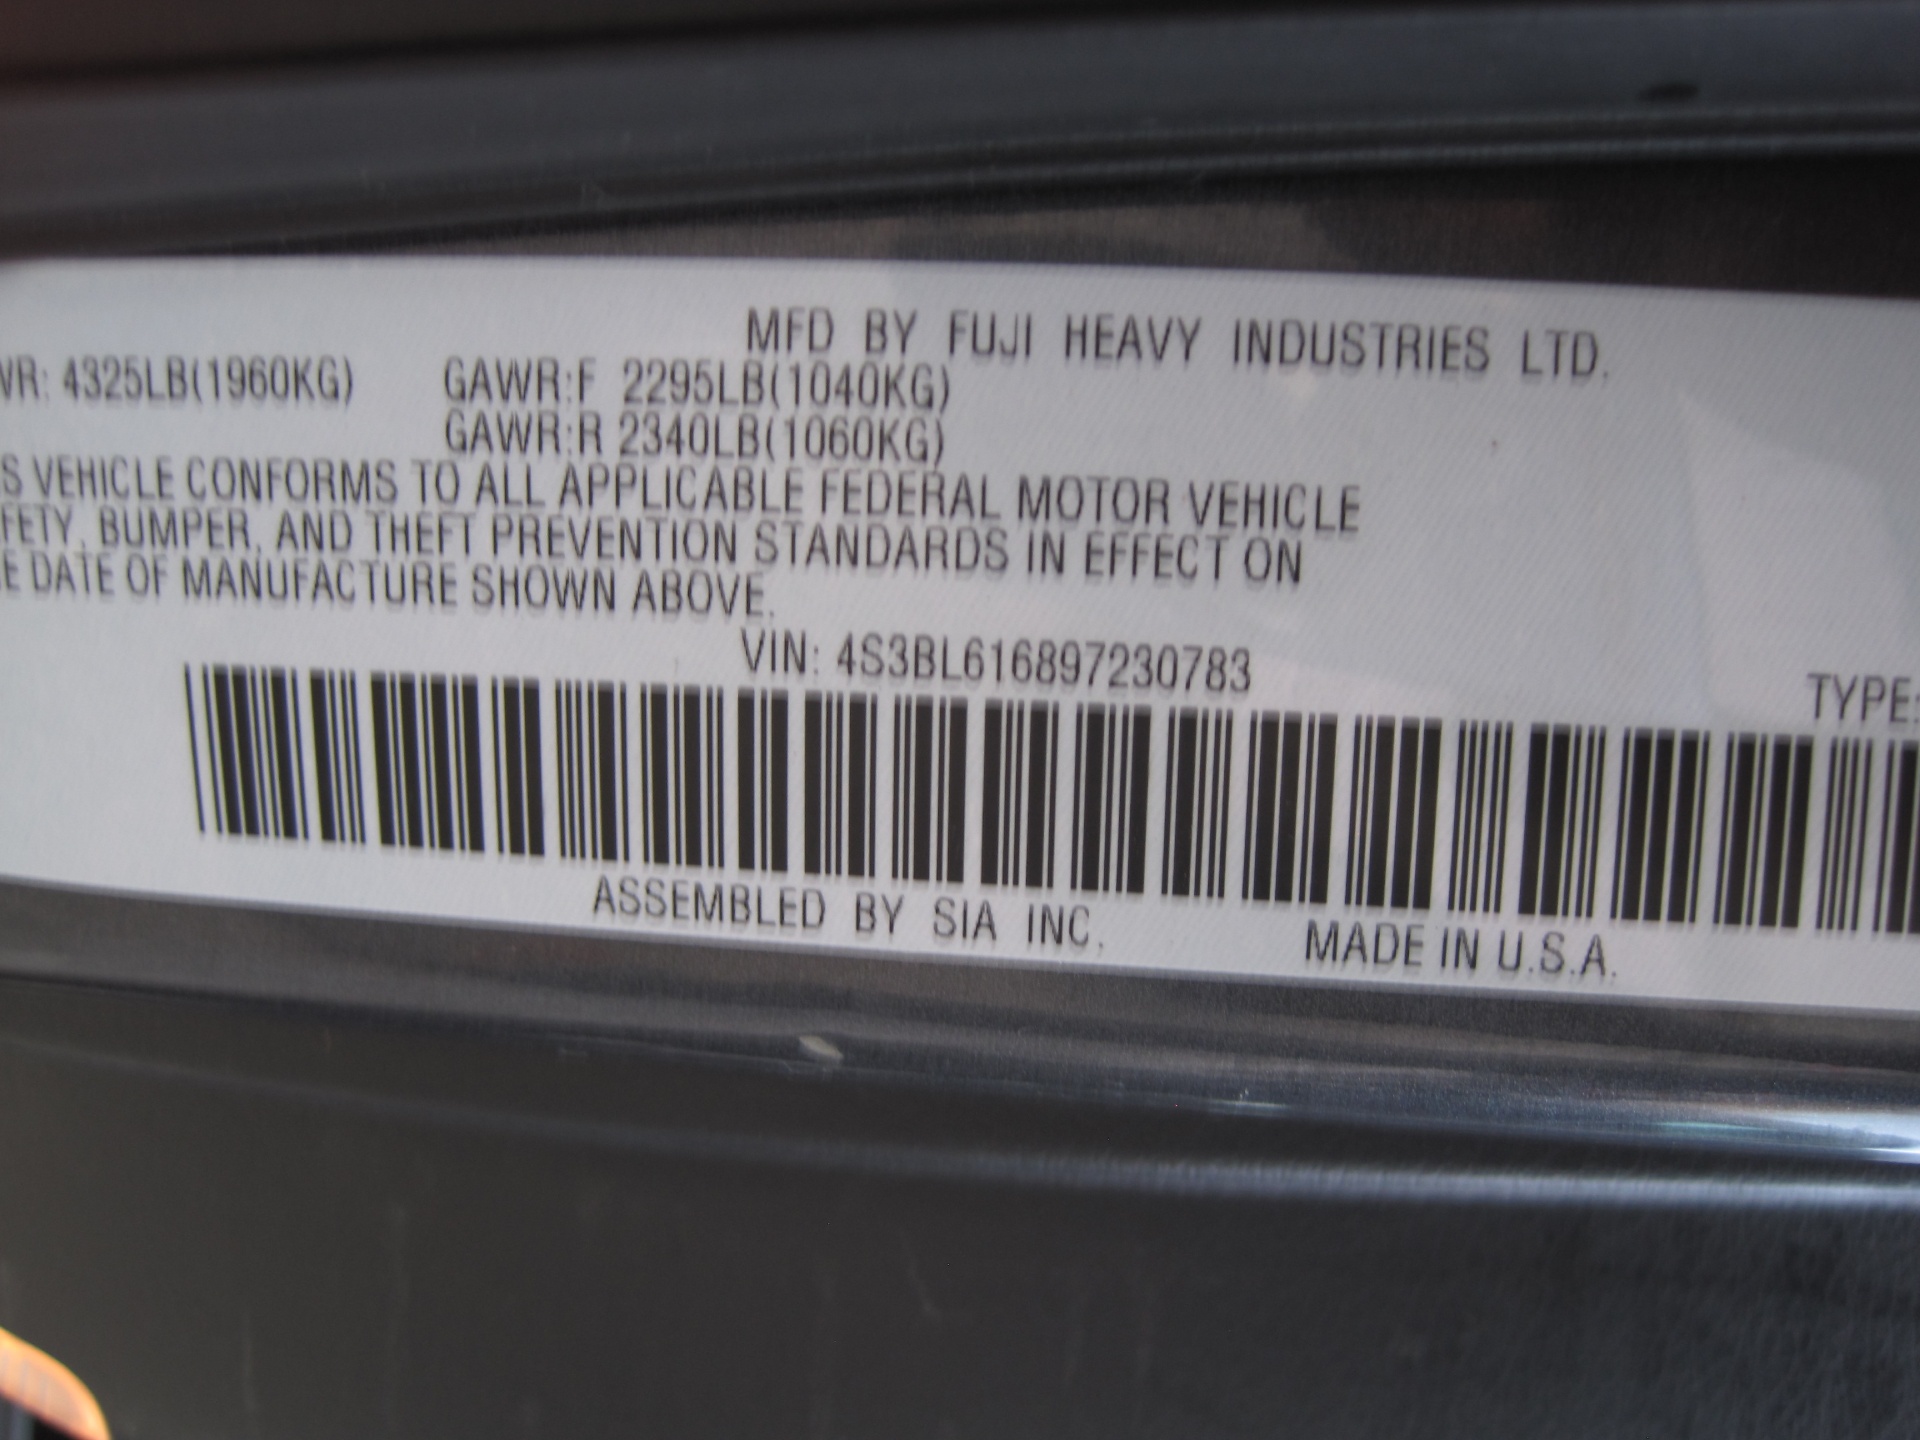 MFD BY FUJI HEAVY INDUSTRIES LTD.
WR: 4325LB(1960KG) GAWR:F 2295LB(1040KG)
GAWR:R 2340LB(1060KG)
S VEHICLE CONFORMS TO ALL APPLICABLE FEDERAL MOTOR VEHICLE
FETY, BUMPER, AND THEFT PREVENTION STANDARDS IN EFFECT ON
E DATE OF MANUFACTURE SHOWN ABOVE.
VIN: 4S3BL616897230783 TYPE:
ASSEMBLED BY SIA INC. MADE IN U.S.A.